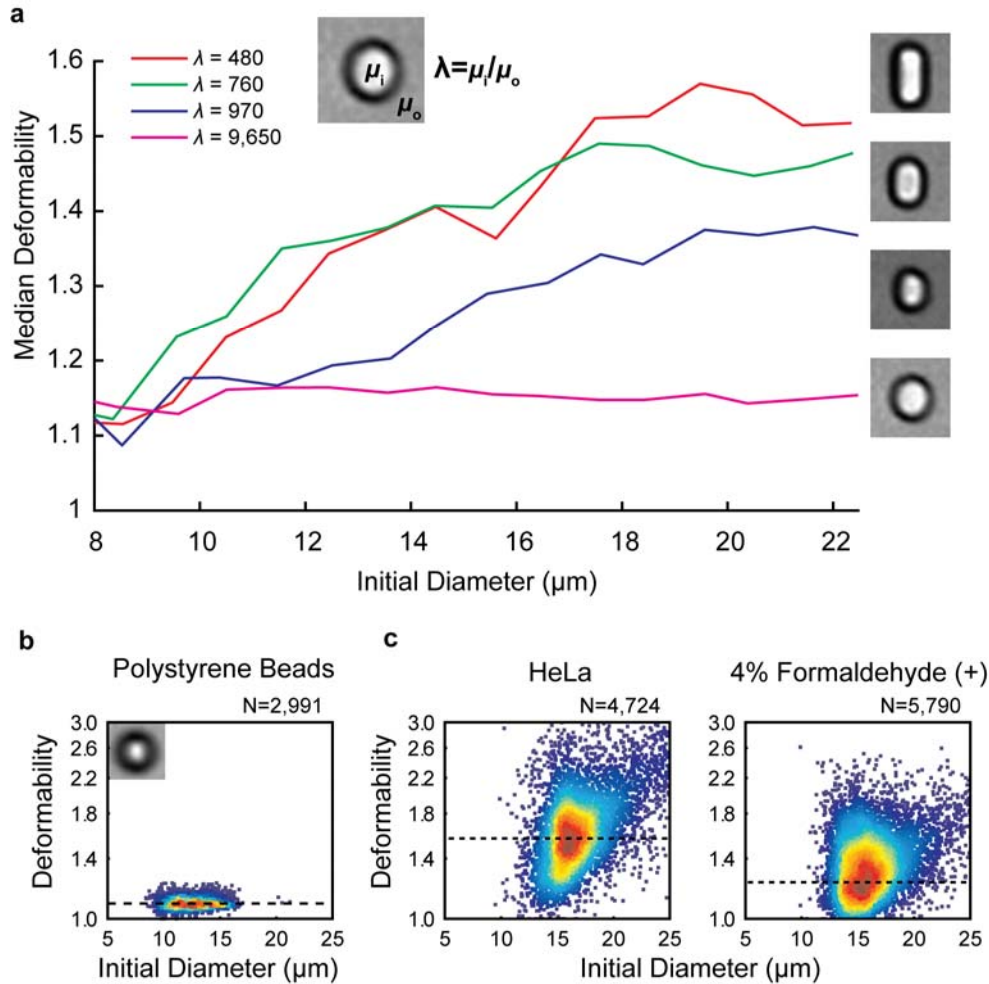 a
1.6
1.5
1.4
1.3
1.2
1.1
1
Median Deformability
λ = 480
λ = 760
λ = 970
λ = 9,650
μi
μo
λ=μi/μo
8 10 12 14 16 18 20 22
Initial Diameter (μm)
b
Polystyrene Beads
N=2,991
3.0
2.6
2.2
1.8
1.4
1.0
Deformability
5 10 15 20 25
Initial Diameter (μm)
c
HeLa
N=4,724
3.0
2.6
2.2
1.8
1.4
1.0
Deformability
5 10 15 20 25
4% Formaldehyde (+)
N=5,790
3.0
2.6
2.2
1.8
1.4
1.0
5 10 15 20 25
Initial Diameter (μm)